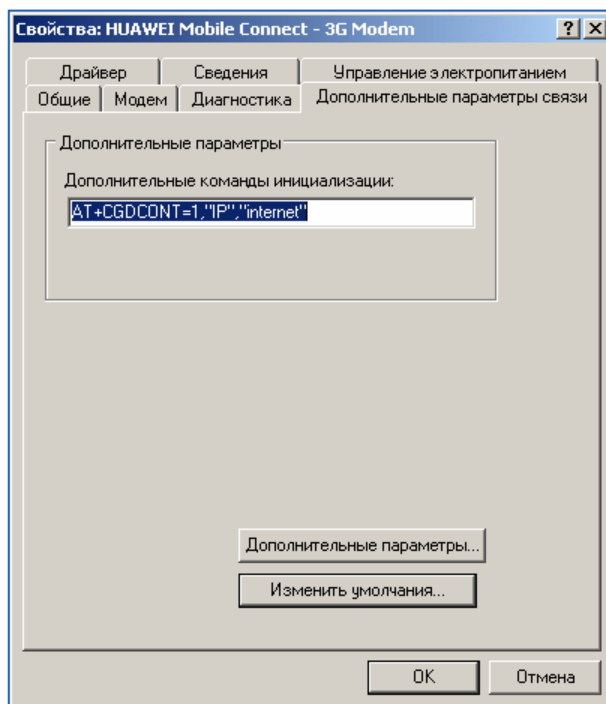 Свойства: HUAWEI Mobile Connect - 3G Modem
Драйвер Сведения Управление электропитанием
Общие Модем Диагностика Дополнительные параметры связи
Дополнительные параметры
Дополнительные команды инициализации:
AT+CGDCONT=1,"IP","internet"
Дополнительные параметры...
Изменить умолчания...
OK Отмена